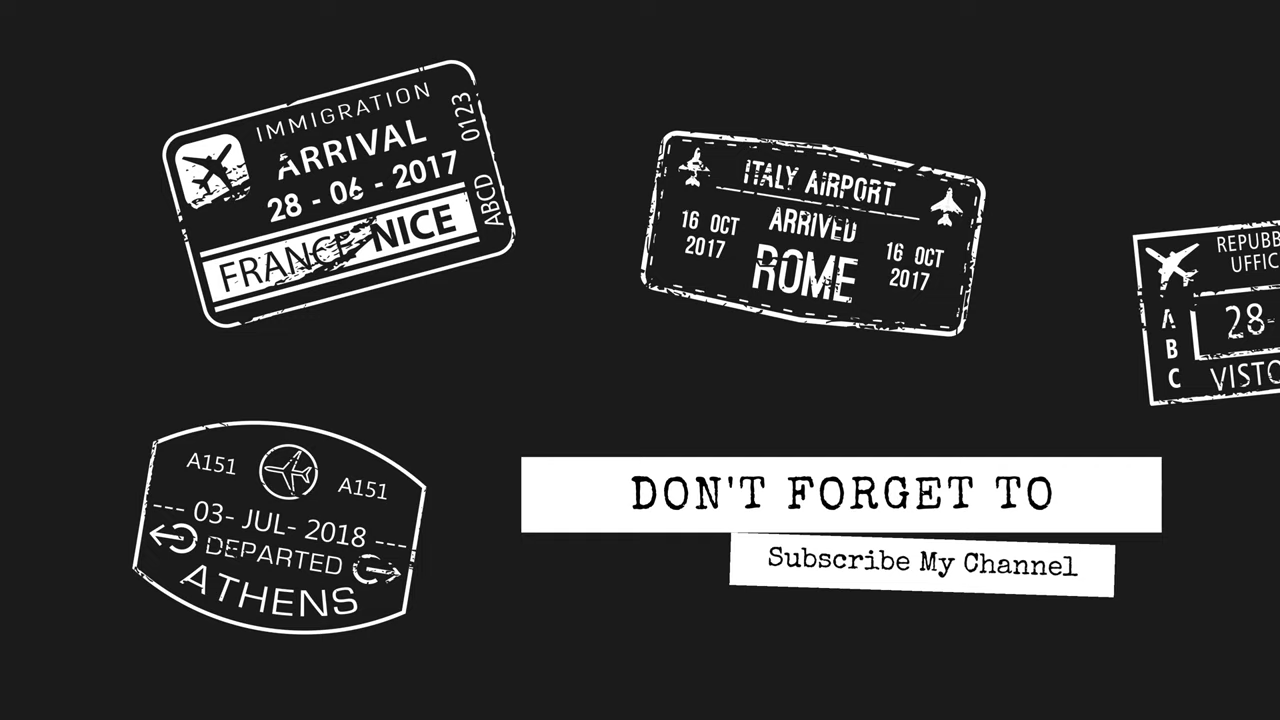 IMMIGRATION
ARRIVAL
28 - 06 - 2017
FRANCE NICE
0123
ABCD
ITALY AIRPORT
16 OCT
2017
ARRIVED
ROME
16 OCT
2017
A
B
C
28-
A151
A151
--- 03- JUL- 2018 ---
DEPARTED
ATHENS
DON'T FORGET TO
Subscribe My Channel